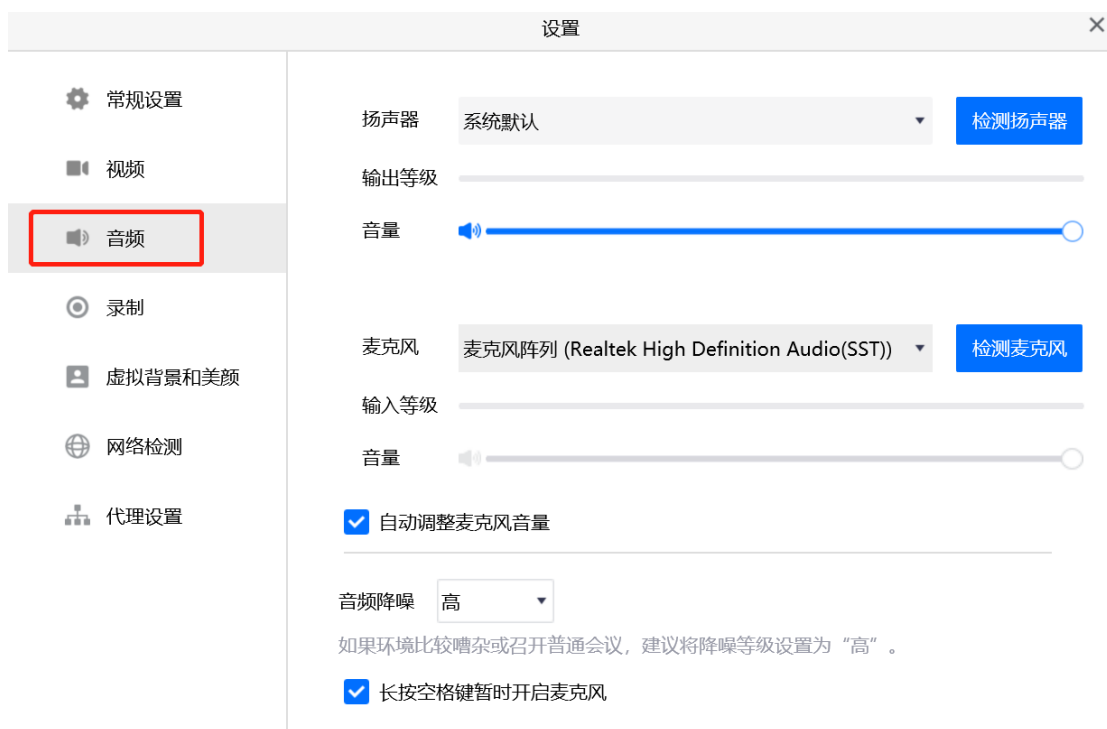 设置
常规设置
视频
音频
录制
虚拟背景和美颜
网络检测
代理设置
扬声器 系统默认 检测扬声器
输出等级
音量
麦克风 麦克风阵列 (Realtek High Definition Audio(SST)) 检测麦克风
输入等级
音量
自动调整麦克风音量
音频降噪 高
如果环境比较嘈杂或召开普通会议，建议将降噪等级设置为“高”。
长按空格键暂时开启麦克风